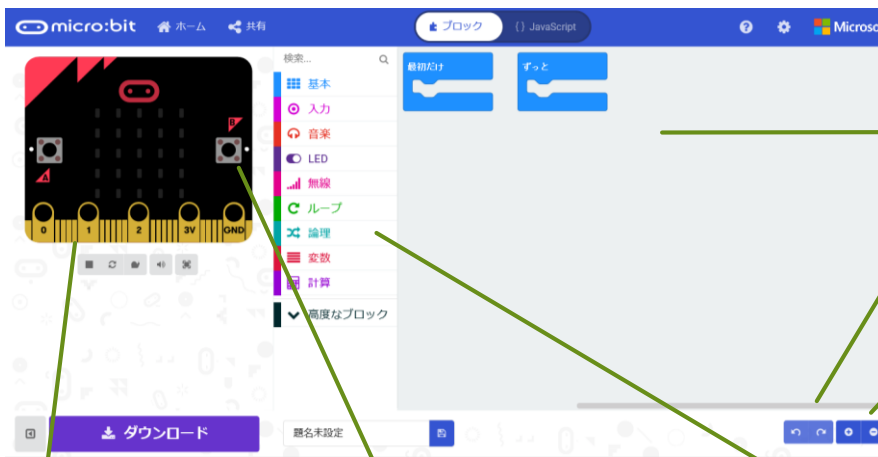 micro:bit ホーム 共有 ブロック {} JavaScript Microso
検索...
基本
入力
音楽
LED
無線
ループ
論理
変数
計算
高度なブロック
最初だけ ずっと
B
A
0 1 2 3V GND
ダウンロード 題名未設定